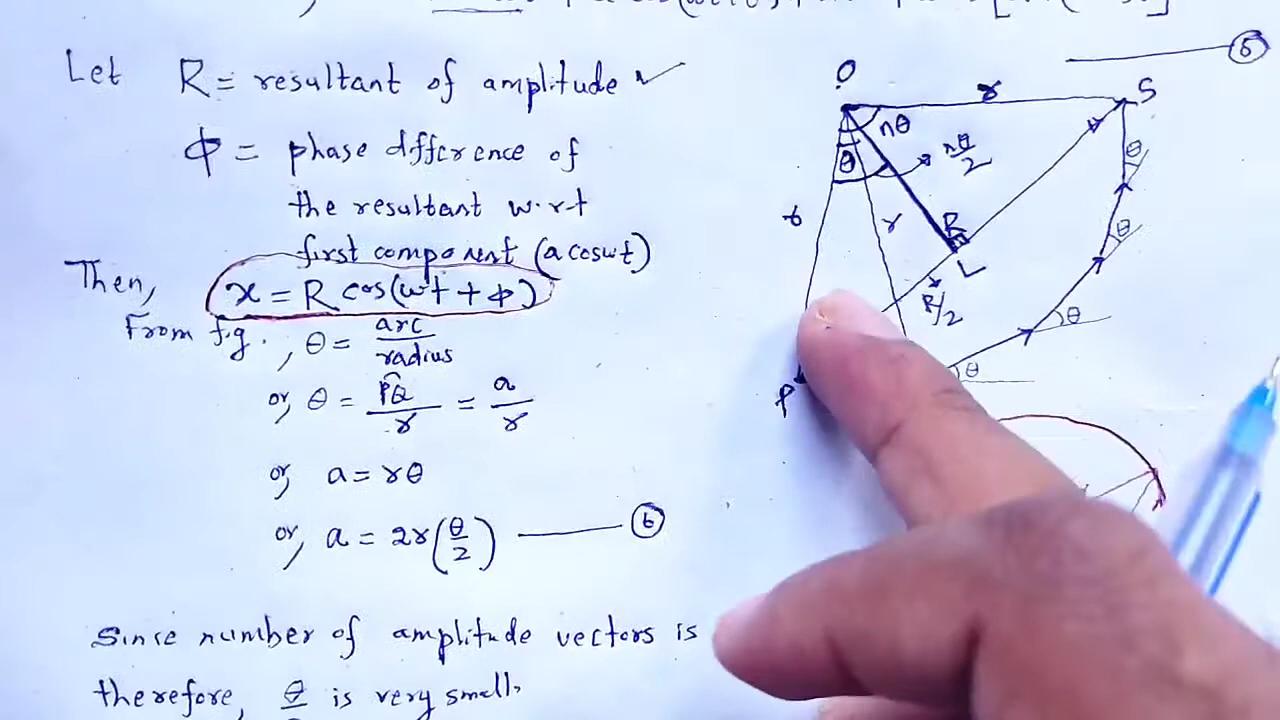 Let R = resultant of amplitude ✓
Φ = phase difference of
the resultant w.r.t
first component (a cosωt)
Then, x = R cos(ωt + Φ)
From fig., θ = arc/radius
or, θ = PQ/r = a/r
or, a = rθ
or, a = 2r(θ/2) ——— ⑥
Since number of amplitude vectors is
therefore, θ is very small,
⑤
O
r
S
nθ
θ
nθ/2
θ
r
r
R
L
θ
R/2
θ
P
θ